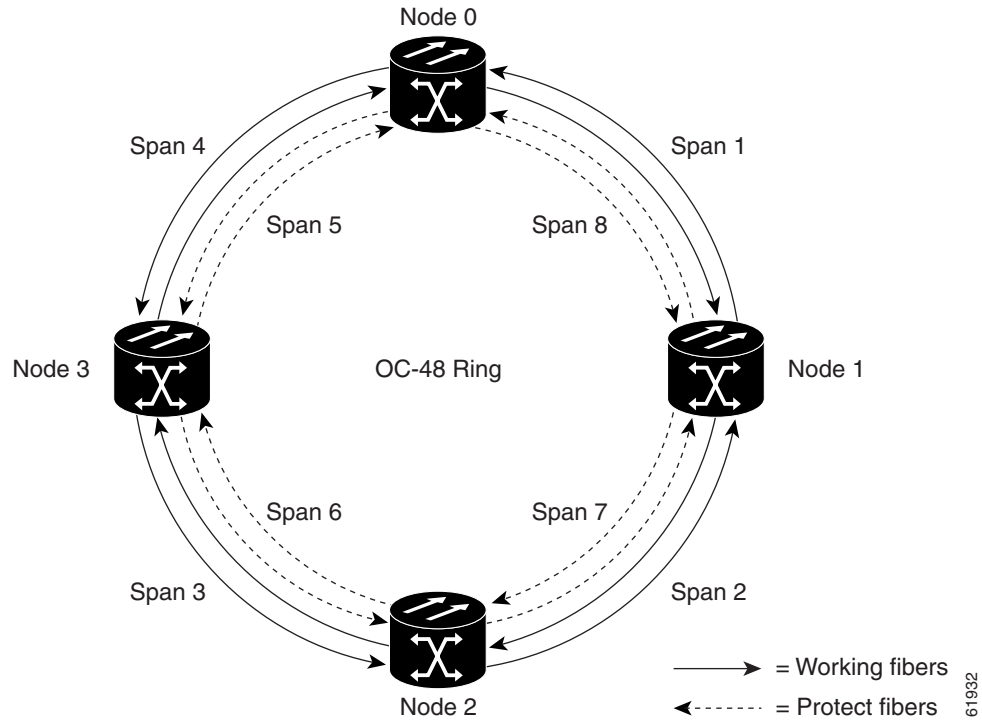 Node 0
Span 4
Span 1
Span 5
Span 8
Node 3
OC-48 Ring
Node 1
Span 6
Span 7
Span 3
Span 2
Node 2
= Working fibers
= Protect fibers
61932